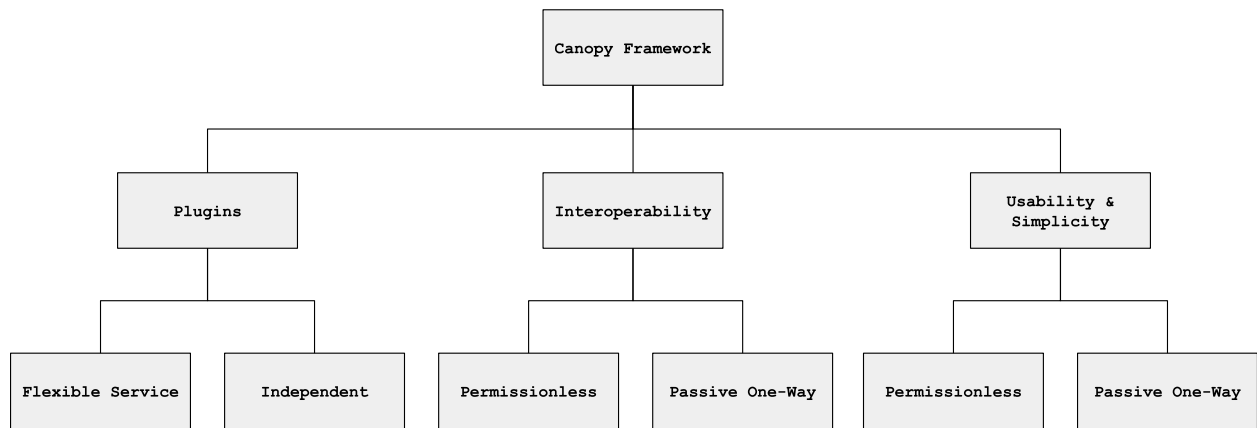 Canopy Framework
Plugins
Interoperability
Usability &
Simplicity
Flexible Service
Independent
Permissionless
Passive One-Way
Permissionless
Passive One-Way